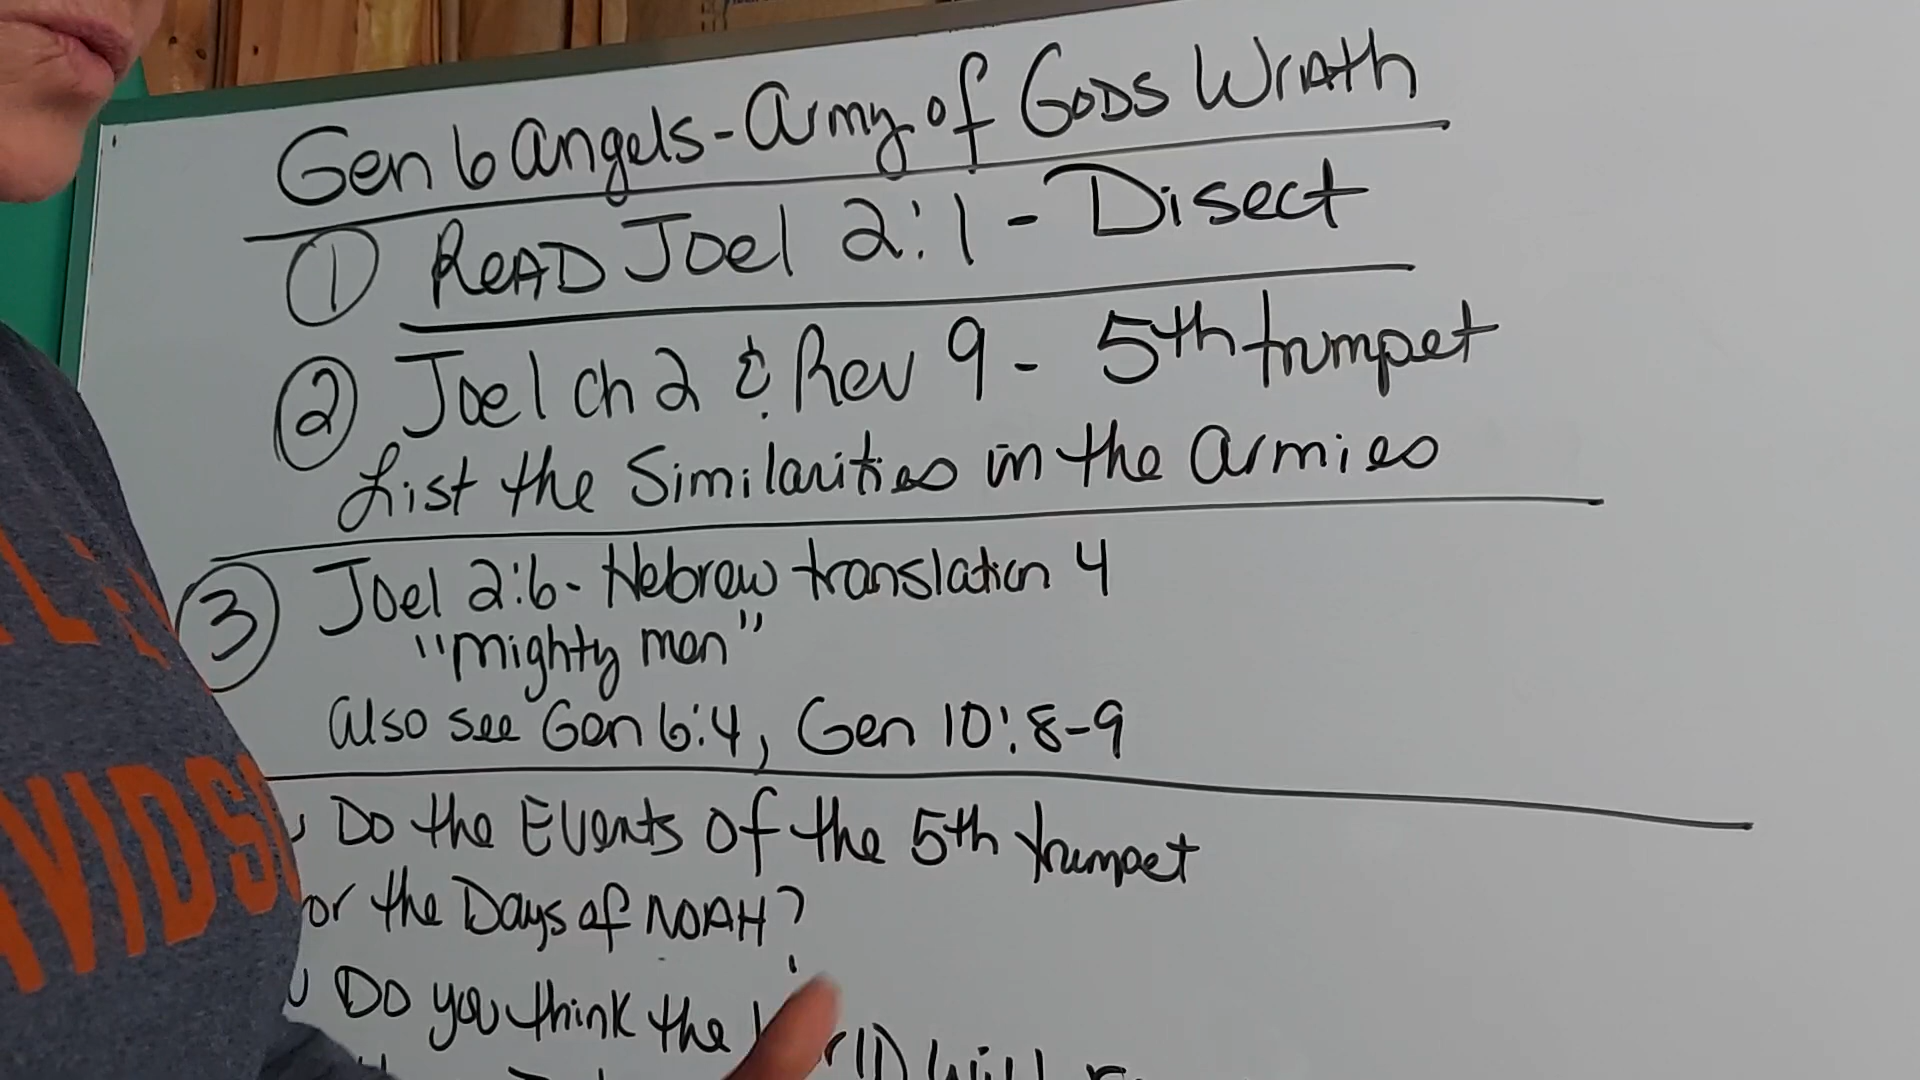 Gen 6 angels - army of GODS WrATh
① ReAD Joel 2:1 - Disect
② Joel ch 2 & Rev 9 - 5th trumpet
List the Similarities in the armies
③ Joel 2:6 - Hebrew translation 4
"mighty men"
also see Gen 6:4, Gen 10:8-9
Do the Events of the 5th trumpet
or the Days of NOAH?
Do you think the will
VIDS